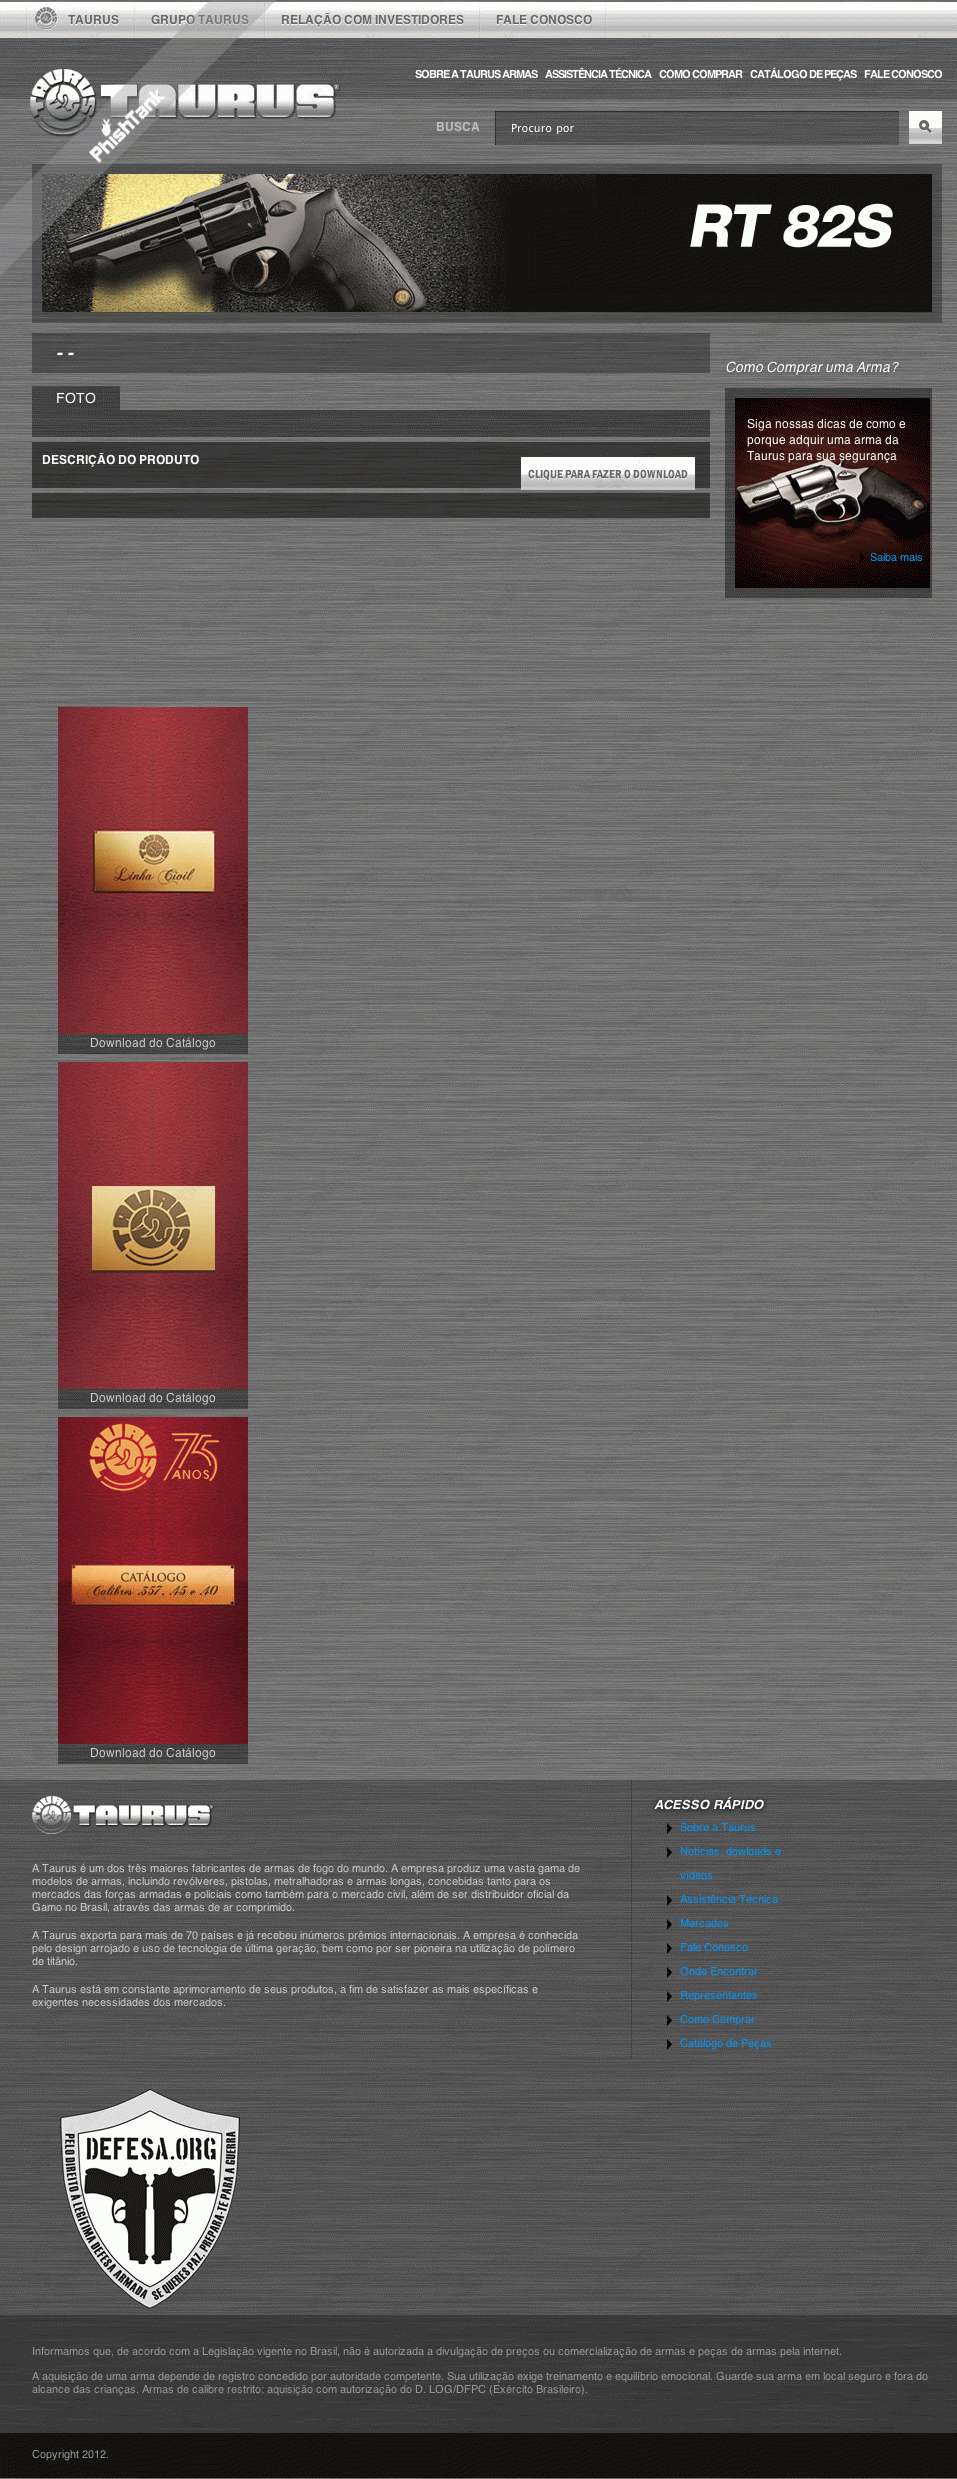 TAURUS GRUPO TAURUS RELAÇÃO COM INVESTIDORES FALE CONOSCO
TAURUS
TAURUS
PhishTank
SOBRE A TAURUS ARMAS ASSISTÊNCIA TÉCNICA COMO COMPRAR CATÁLOGO DE PEÇAS FALE CONOSCO
BUSCA Procuro por
RT 82S
- -
Como Comprar uma Arma?
FOTO
Siga nossas dicas de como e
porque adquir uma arma da
Taurus para sua segurança
Saiba mais
DESCRIÇÃO DO PRODUTO
CLIQUE PARA FAZER O DOWNLOAD
Linha Civil
Download do Catálogo
TAURUS
Download do Catálogo
TAURUS
75
ANOS
CATÁLOGO
Calibres .357, .45 e .40
Download do Catálogo
TAURUS
A Taurus é um dos três maiores fabricantes de armas de fogo do mundo. A empresa produz uma vasta gama de
modelos de armas, incluindo revólveres, pistolas, metralhadoras e armas longas, concebidas tanto para os
mercados das forças armadas e policiais como também para o mercado civil, além de ser distribuidor oficial da
Gamo no Brasil, através das armas de ar comprimido.
A Taurus exporta para mais de 70 países e já recebeu inúmeros prêmios internacionais. A empresa é conhecida
pelo design arrojado e uso de tecnologia de última geração, bem como por ser pioneira na utilização de polímero
de titânio.
A Taurus está em constante aprimoramento de seus produtos, a fim de satisfazer as mais específicas e
exigentes necessidades dos mercados.
ACESSO RÁPIDO
Sobre a Taurus
Notícias, dowloads e
vídeos
Assistência Técnica
Mercados
Fale Conosco
Onde Encontrar
Representantes
Como Comprar
Catálogo de Peças
DEFESA.ORG
PELO DIREITO À LEGÍTIMA DEFESA ARMADA
SE QUERES PAZ, PREPARA-TE PARA A GUERRA
Informamos que, de acordo com a Legislação vigente no Brasil, não é autorizada a divulgação de preços ou comercialização de armas e peças de armas pela internet.
A aquisição de uma arma depende de registro concedido por autoridade competente. Sua utilização exige treinamento e equilíbrio emocional. Guarde sua arma em local seguro e fora do
alcance das crianças. Armas de calibre restrito: aquisição com autorização do D. LOG/DFPC (Exército Brasileiro).
Copyright 2012.